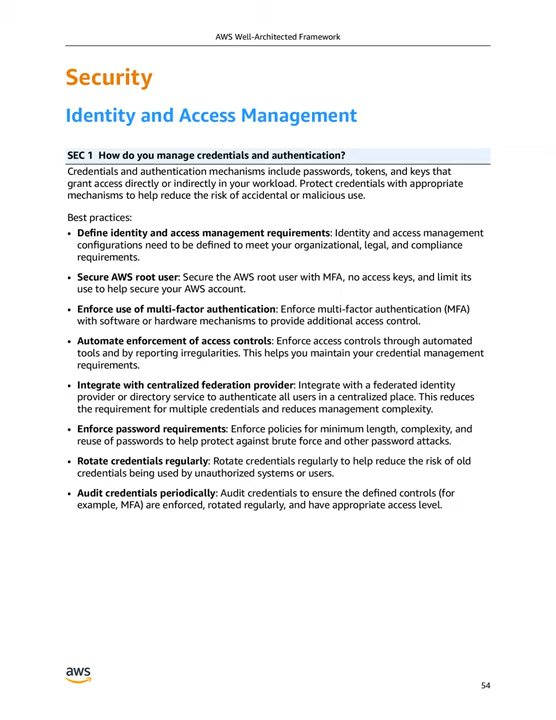 AWS Well-Architected Framework
Security
Identity and Access Management
SEC 1 How do you manage credentials and authentication?
Credentials and authentication mechanisms include passwords, tokens, and keys that
grant access directly or indirectly in your workload. Protect credentials with appropriate
mechanisms to help reduce the risk of accidental or malicious use.
Best practices:
• Define identity and access management requirements: Identity and access management
configurations need to be defined to meet your organizational, legal, and compliance
requirements.
• Secure AWS root user: Secure the AWS root user with MFA, no access keys, and limit its
use to help secure your AWS account.
• Enforce use of multi-factor authentication: Enforce multi-factor authentication (MFA)
with software or hardware mechanisms to provide additional access control.
• Automate enforcement of access controls: Enforce access controls through automated
tools and by reporting irregularities. This helps you maintain your credential management
requirements.
• Integrate with centralized federation provider: Integrate with a federated identity
provider or directory service to authenticate all users in a centralized place. This reduces
the requirement for multiple credentials and reduces management complexity.
• Enforce password requirements: Enforce policies for minimum length, complexity, and
reuse of passwords to help protect against brute force and other password attacks.
• Rotate credentials regularly: Rotate credentials regularly to help reduce the risk of old
credentials being used by unauthorized systems or users.
• Audit credentials periodically: Audit credentials to ensure the defined controls (for
example, MFA) are enforced, rotated regularly, and have appropriate access level.
aws
54